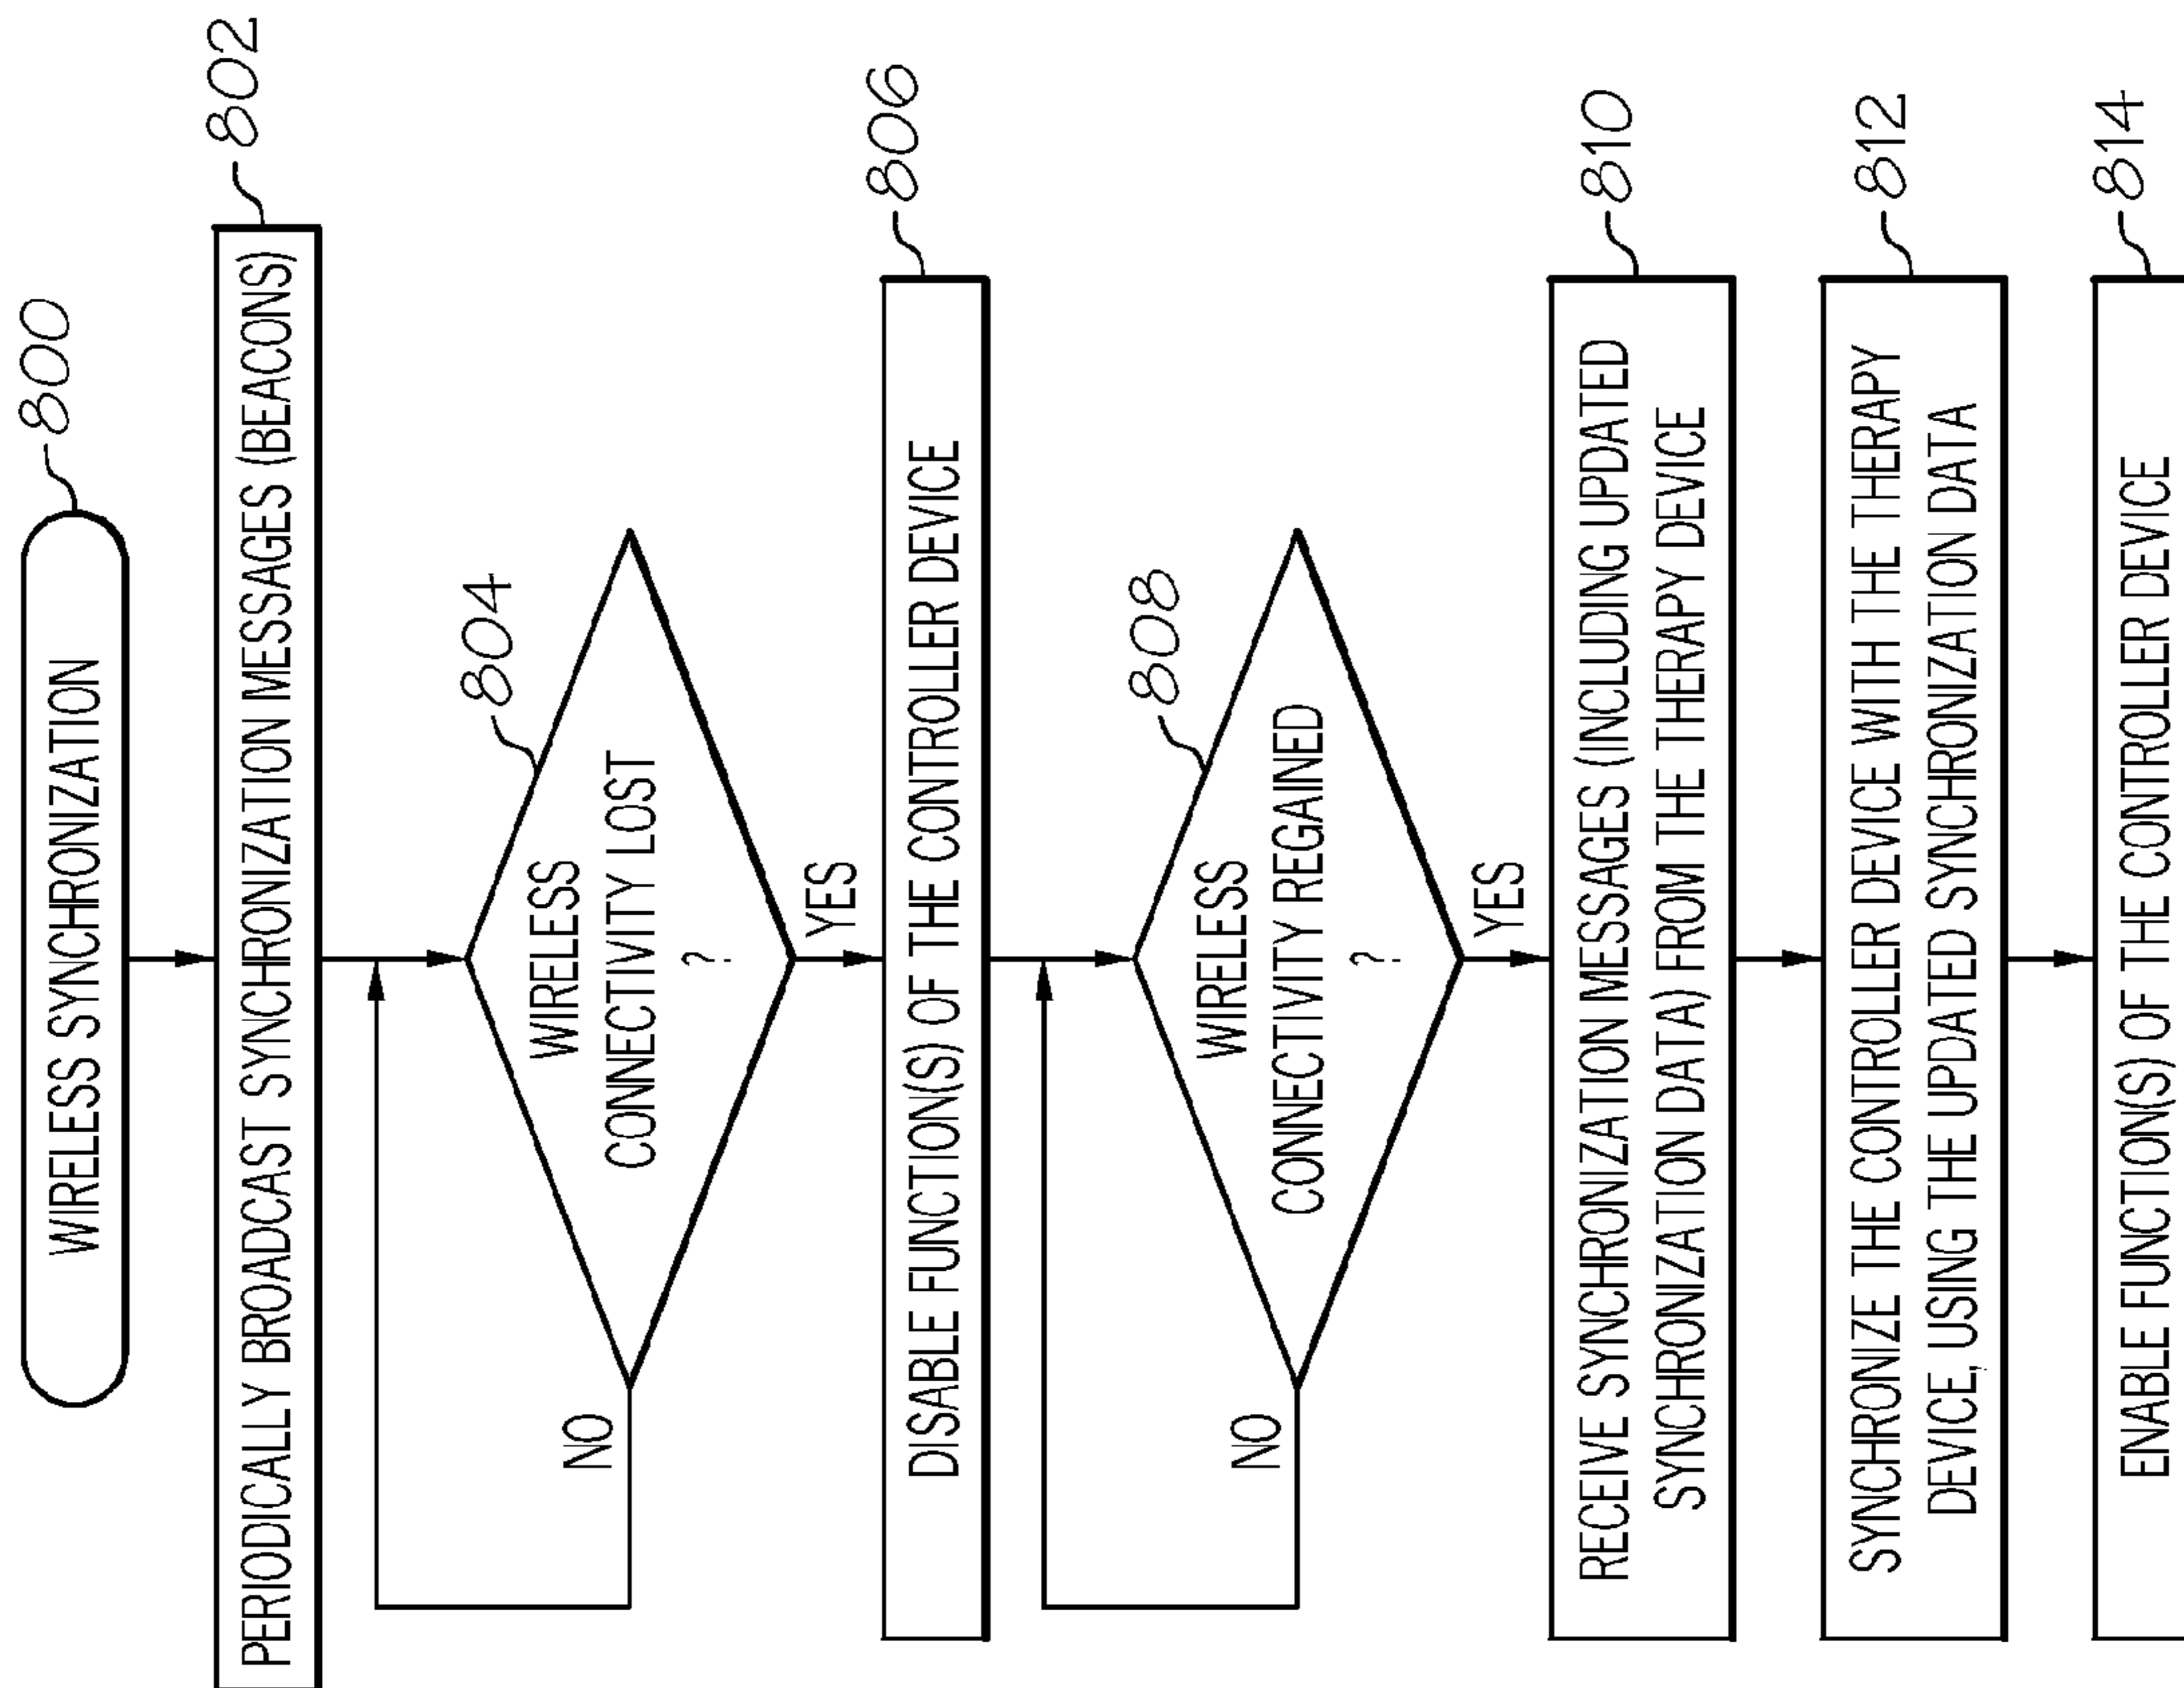 800
WIRELESS SYNCHRONIZATION
802
PERIODICALLY BROADCAST SYNCHRONIZATION MESSAGES (BEACONS)
804
WIRELESS
CONNECTIVITY LOST
?
NO
YES
806
DISABLE FUNCTION(S) OF THE CONTROLLER DEVICE
808
WIRELESS
CONNECTIVITY REGAINED
?
NO
YES
810
RECEIVE SYNCHRONIZATION MESSAGES (INCLUDING UPDATED
SYNCHRONIZATION DATA) FROM THE THERAPY DEVICE
812
SYNCHRONIZE THE CONTROLLER DEVICE WITH THE THERAPY
DEVICE, USING THE UPDATED SYNCHRONIZATION DATA
814
ENABLE FUNCTION(S) OF THE CONTROLLER DEVICE